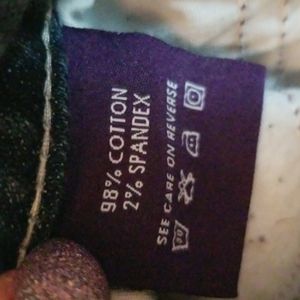 98% COTTON
2% SPANDEX
SEE CARE ON REVERSE